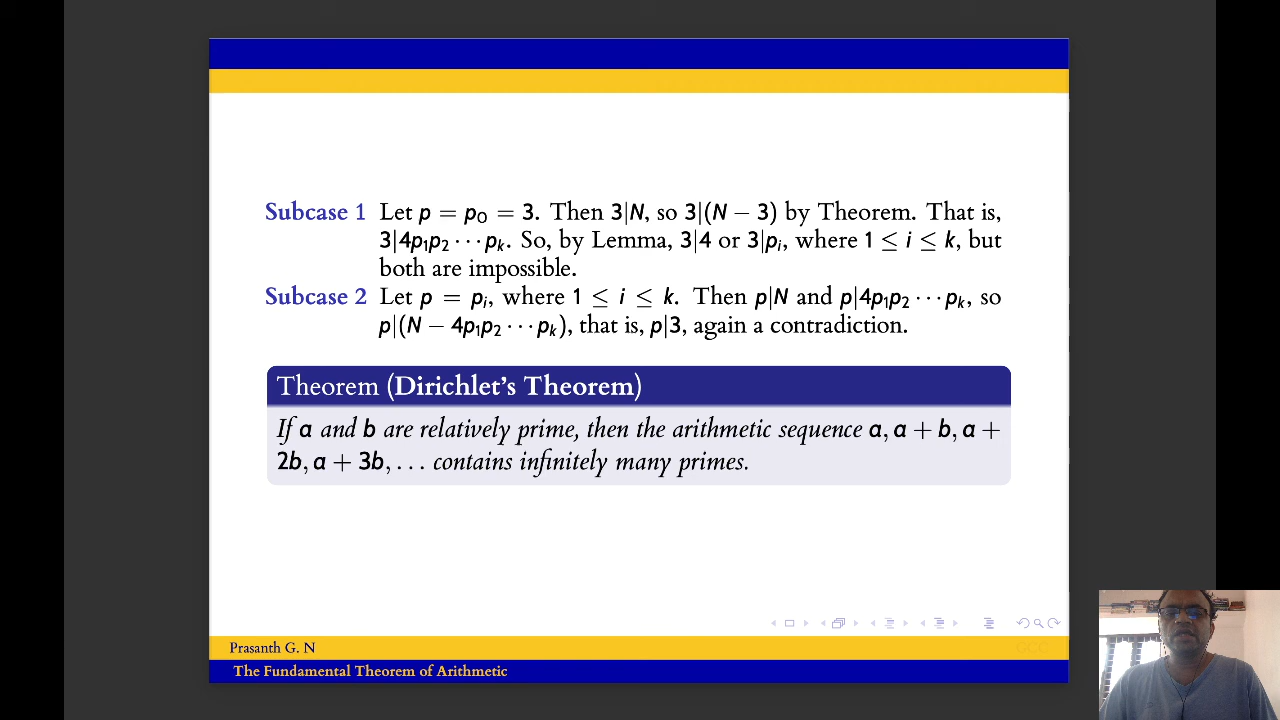 Subcase 1 Let p = p₀ = 3. Then 3|N, so 3|(N − 3) by Theorem. That is,
3|4p₁p₂ ··· pₖ. So, by Lemma, 3|4 or 3|pᵢ, where 1 ≤ i ≤ k, but
both are impossible.
Subcase 2 Let p = pᵢ, where 1 ≤ i ≤ k. Then p|N and p|4p₁p₂ ··· pₖ, so
p|(N − 4p₁p₂ ··· pₖ), that is, p|3, again a contradiction.
Theorem (Dirichlet's Theorem)
If a and b are relatively prime, then the arithmetic sequence a, a + b, a +
2b, a + 3b, . . . contains infinitely many primes.
Prasanth G. N
GCC
The Fundamental Theorem of Arithmetic